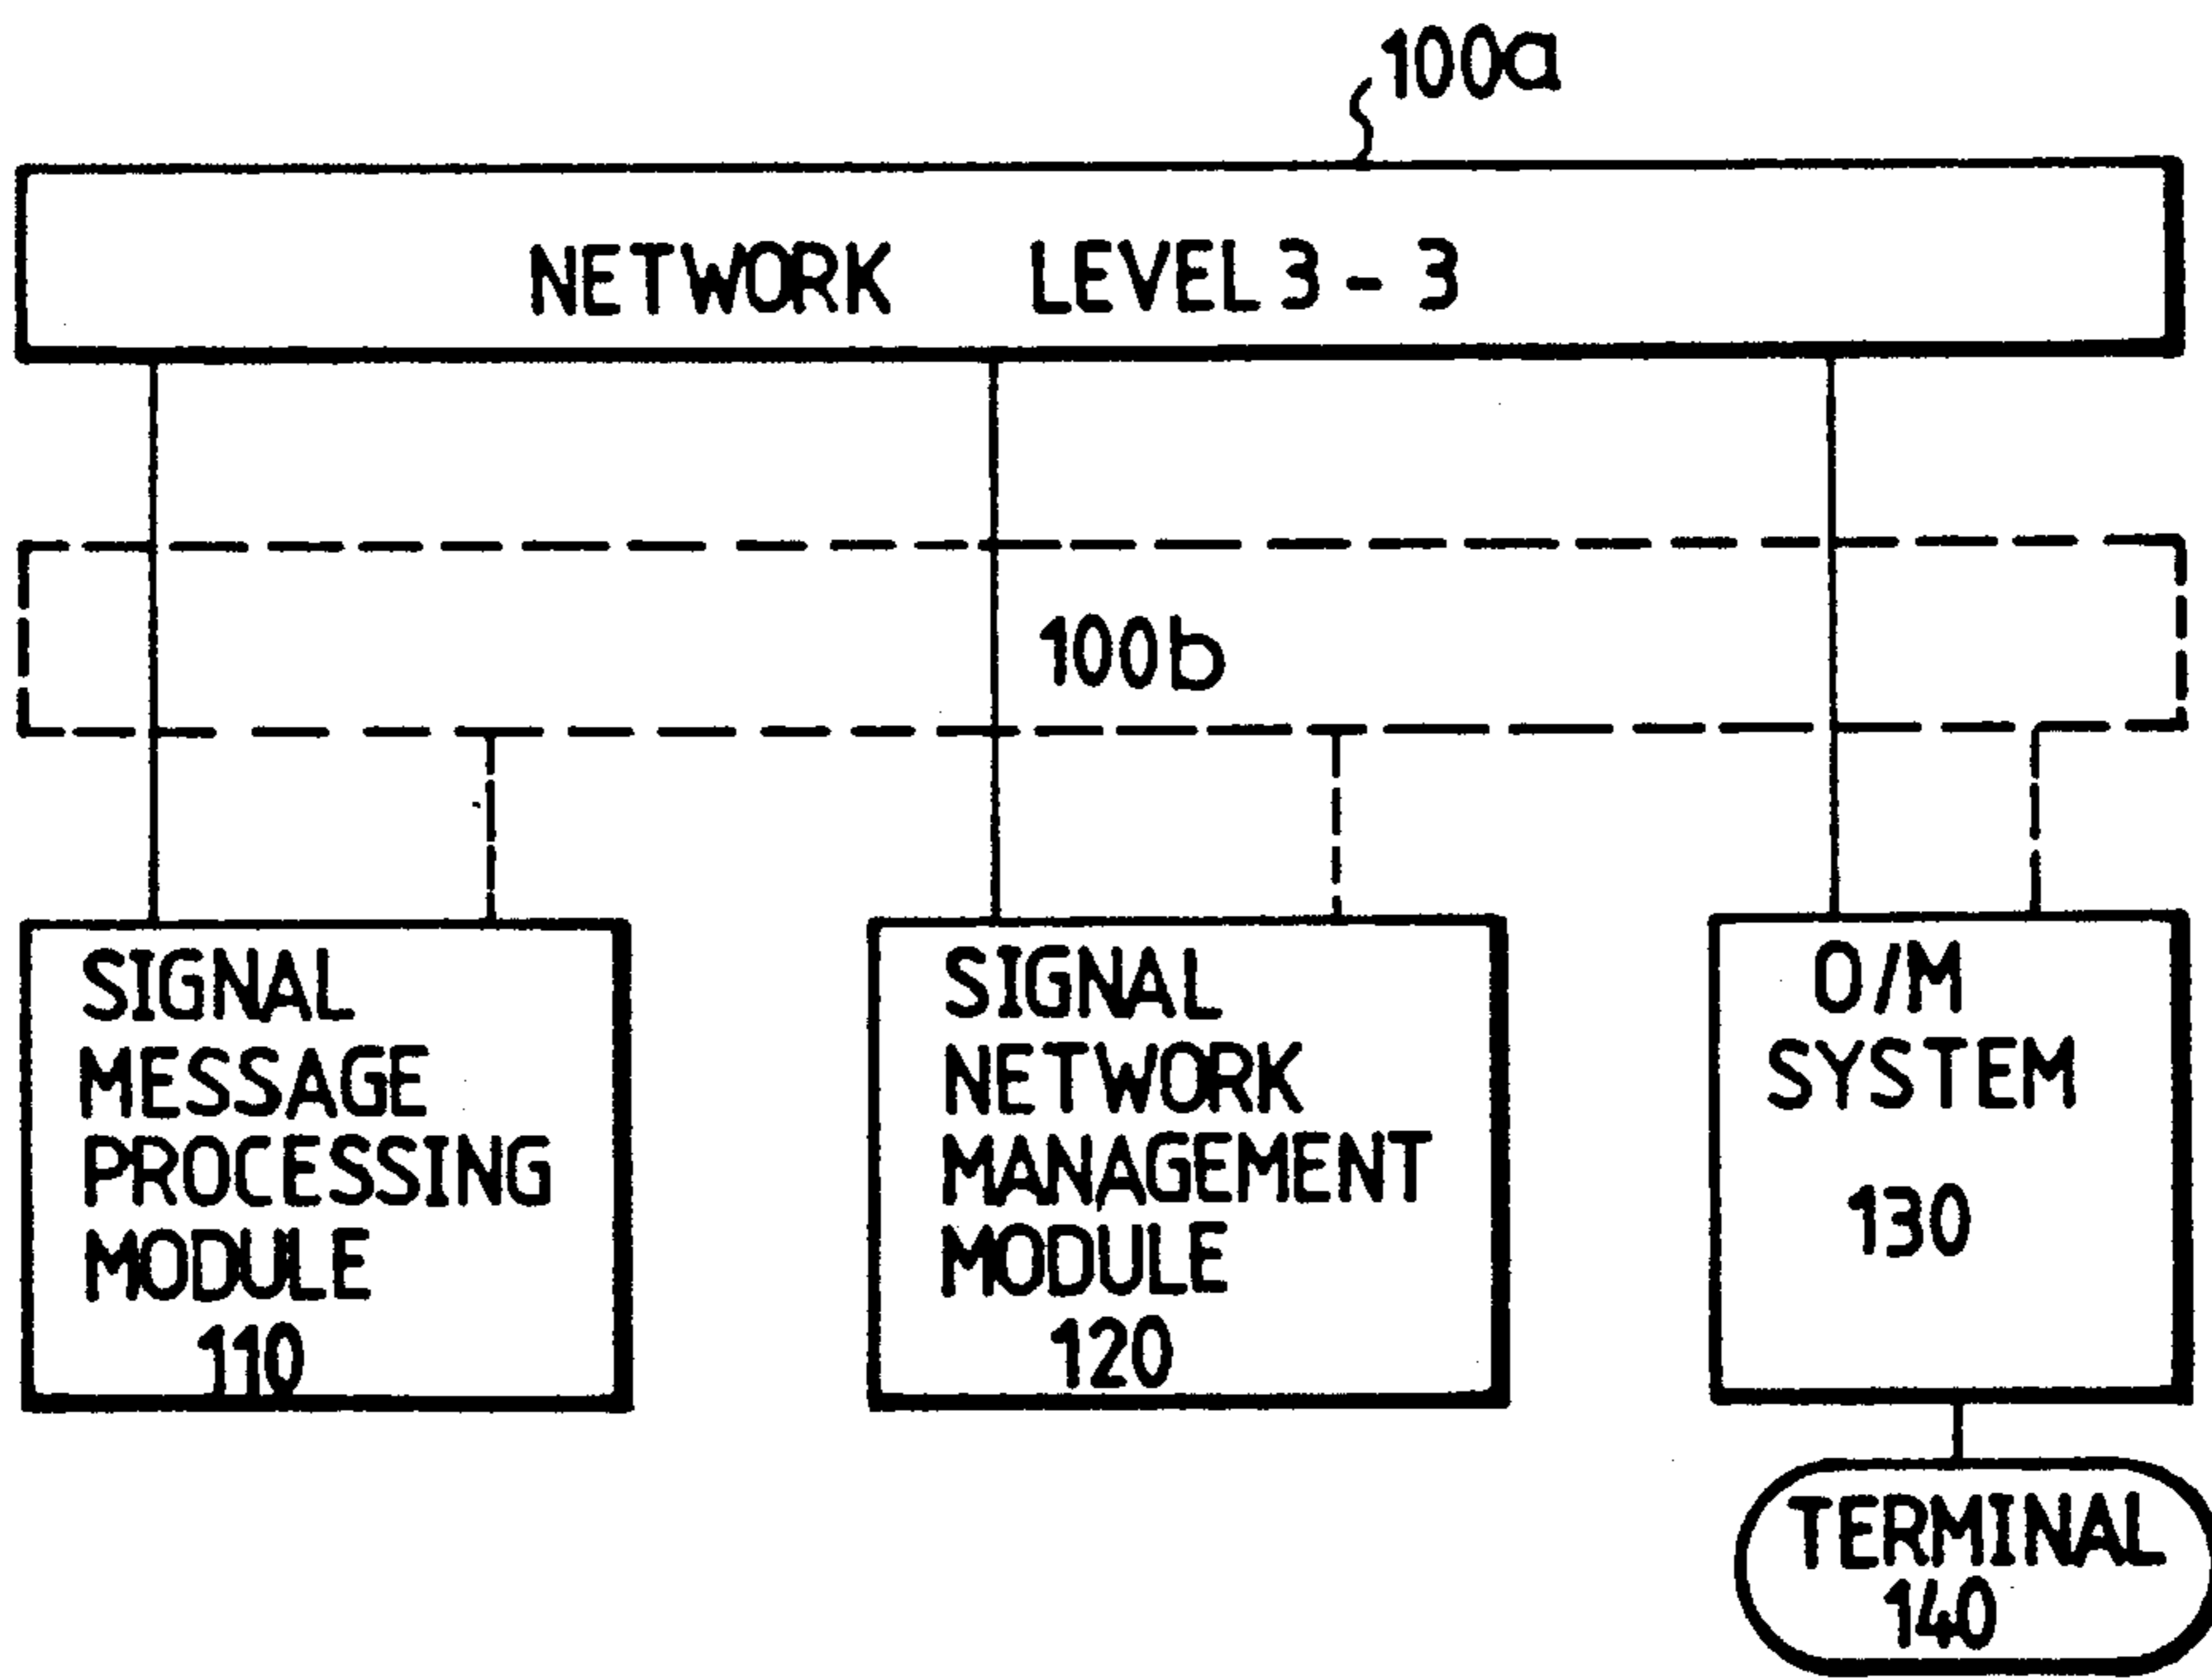 100a
NETWORK LEVEL 3 - 3
100b
SIGNAL
MESSAGE
PROCESSING
MODULE
110
SIGNAL
NETWORK
MANAGEMENT
MODULE
120
O/M
SYSTEM
130
TERMINAL
140